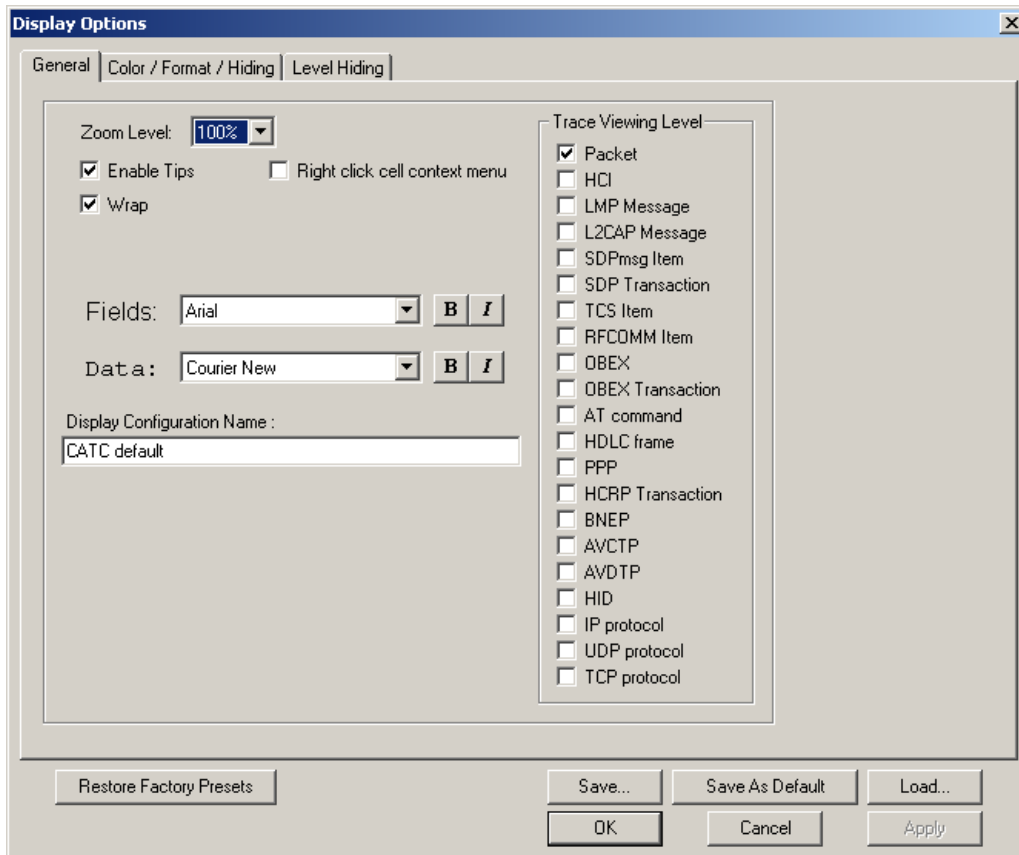 Display Options
General
Color / Format / Hiding
Level Hiding
Zoom Level: 100%
Enable Tips
Right click cell context menu
Wrap
Fields: Arial B I
Data: Courier New B I
Display Configuration Name :
CATC default
Trace Viewing Level
Packet
HCI
LMP Message
L2CAP Message
SDPmsg Item
SDP Transaction
TCS Item
RFCOMM Item
OBEX
OBEX Transaction
AT command
HDLC frame
PPP
HCRP Transaction
BNEP
AVCTP
AVDTP
HID
IP protocol
UDP protocol
TCP protocol
Restore Factory Presets
Save...
Save As Default
Load...
OK
Cancel
Apply